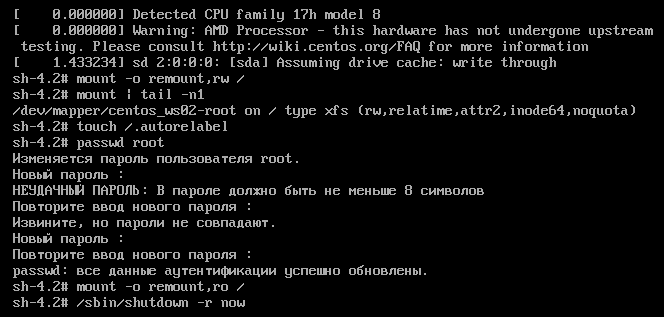 [    0.000000] Detected CPU family 17h model 8
[    0.000000] Warning: AMD Processor - this hardware has not undergone upstream
 testing. Please consult http://wiki.centos.org/FAQ for more information
[    1.433234] sd 2:0:0:0: [sda] Assuming drive cache: write through
sh-4.2# mount -o remount,rw /
sh-4.2# mount | tail -n1
/dev/mapper/centos_ws02-root on / type xfs (rw,relatime,attr2,inode64,noquota)
sh-4.2# touch /.autorelabel
sh-4.2# passwd root
Изменяется пароль пользователя root.
Новый пароль :
НЕУДАЧНЫЙ ПАРОЛЬ: В пароле должно быть не меньше 8 символов
Повторите ввод нового пароля :
Извините, но пароли не совпадают.
Новый пароль :
Повторите ввод нового пароля :
passwd: все данные аутентификации успешно обновлены.
sh-4.2# mount -o remount,ro /
sh-4.2# /sbin/shutdown -r now